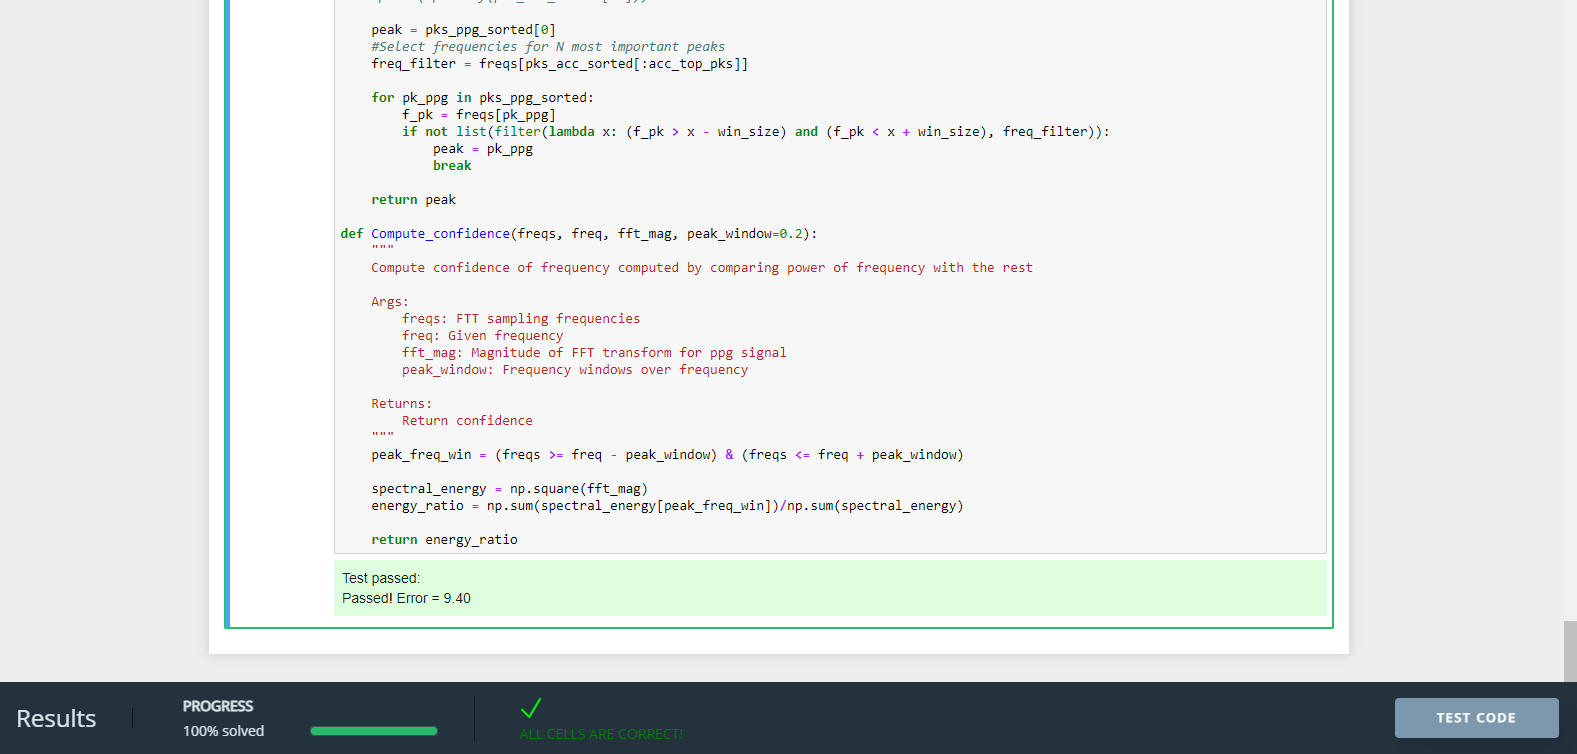 peak = pks_ppg_sorted[0]
#Select frequencies for N most important peaks
freq_filter = freqs[pks_acc_sorted[:acc_top_pks]]
for pk_ppg in pks_ppg_sorted:
f_pk = freqs[pk_ppg]
if not list(filter(lambda x: (f_pk > x - win_size) and (f_pk < x + win_size), freq_filter)):
peak = pk_ppg
break
return peak
def Compute_confidence(freqs, freq, fft_mag, peak_window=0.2):
"""
Compute confidence of frequency computed by comparing power of frequency with the rest
Args:
freqs: FTT sampling frequencies
freq: Given frequency
fft_mag: Magnitude of FFT transform for ppg signal
peak_window: Frequency windows over frequency
Returns:
Return confidence
"""
peak_freq_win = (freqs >= freq - peak_window) & (freqs <= freq + peak_window)
spectral_energy = np.square(fft_mag)
energy_ratio = np.sum(spectral_energy[peak_freq_win])/np.sum(spectral_energy)
return energy_ratio
Test passed:
Passed! Error = 9.40
Results
PROGRESS
100% solved
ALL CELLS ARE CORRECT!
TEST CODE